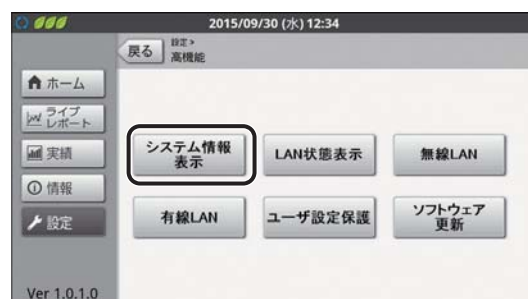 2015/09/30 (水) 12:34
戻る
設定 >
高機能
ホーム
ライブ
レポート
実績
情報
設定
システム情報
表示
LAN状態表示
無線LAN
有線LAN
ユーザ設定保護
ソフトウェア
更新
Ver 1.0.1.0